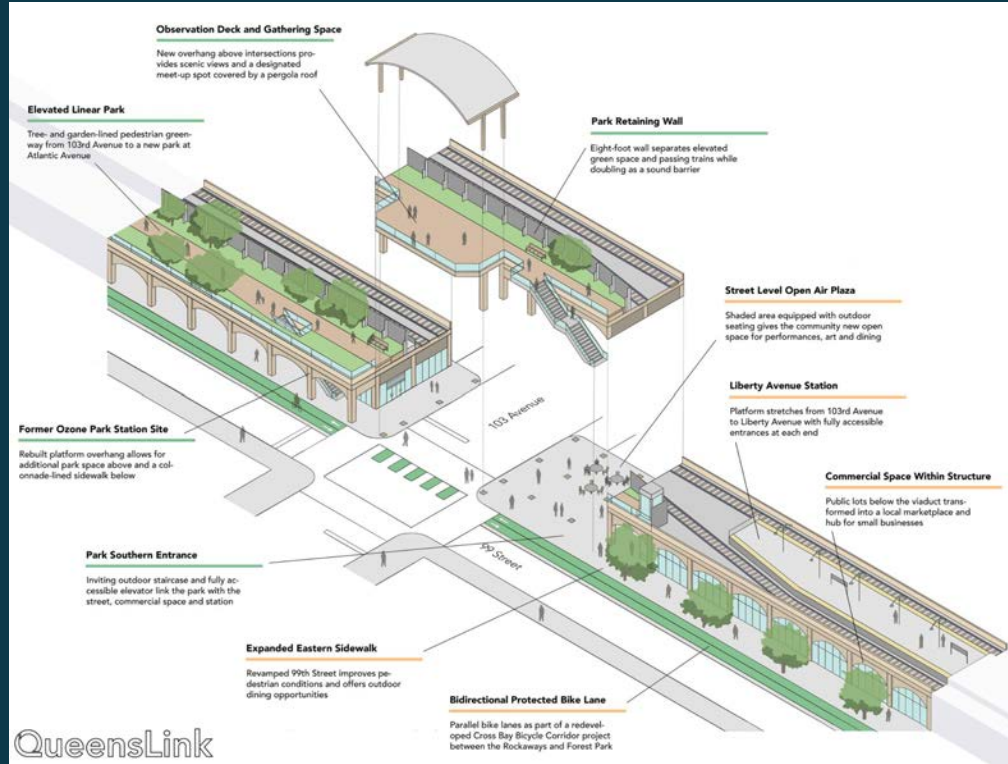 Observation Deck and Gathering Space
New overhang above intersections pro-
vides scenic views and a designated
meet-up spot covered by a pergola roof
Elevated Linear Park
Tree- and garden-lined pedestrian green-
way from 103rd Avenue to a new park at
Atlantic Avenue
Park Retaining Wall
Eight-foot wall separates elevated
green space and passing trains while
doubling as a sound barrier
Street Level Open Air Plaza
Shaded area equipped with outdoor
seating gives the community new open
space for performances, art and dining
Liberty Avenue Station
Platform stretches from 103rd Avenue
to Liberty Avenue with fully accessible
entrances at each end
Commercial Space Within Structure
Public lots below the viaduct trans-
formed into a local marketplace and
hub for small businesses
103 Avenue
Former Ozone Park Station Site
Rebuilt platform overhang allows for
additional park space above and a col-
onnade-lined sidewalk below
99 Street
Park Southern Entrance
Inviting outdoor staircase and fully ac-
cessible elevator link the park with the
street, commercial space and station
Expanded Eastern Sidewalk
Revamped 99th Street improves pe-
destrian conditions and offers outdoor
dining opportunities
Bidirectional Protected Bike Lane
Parallel bike lanes as part of a redevel-
oped Cross Bay Bicycle Corridor project
between the Rockaways and Forest Park
QueensLink